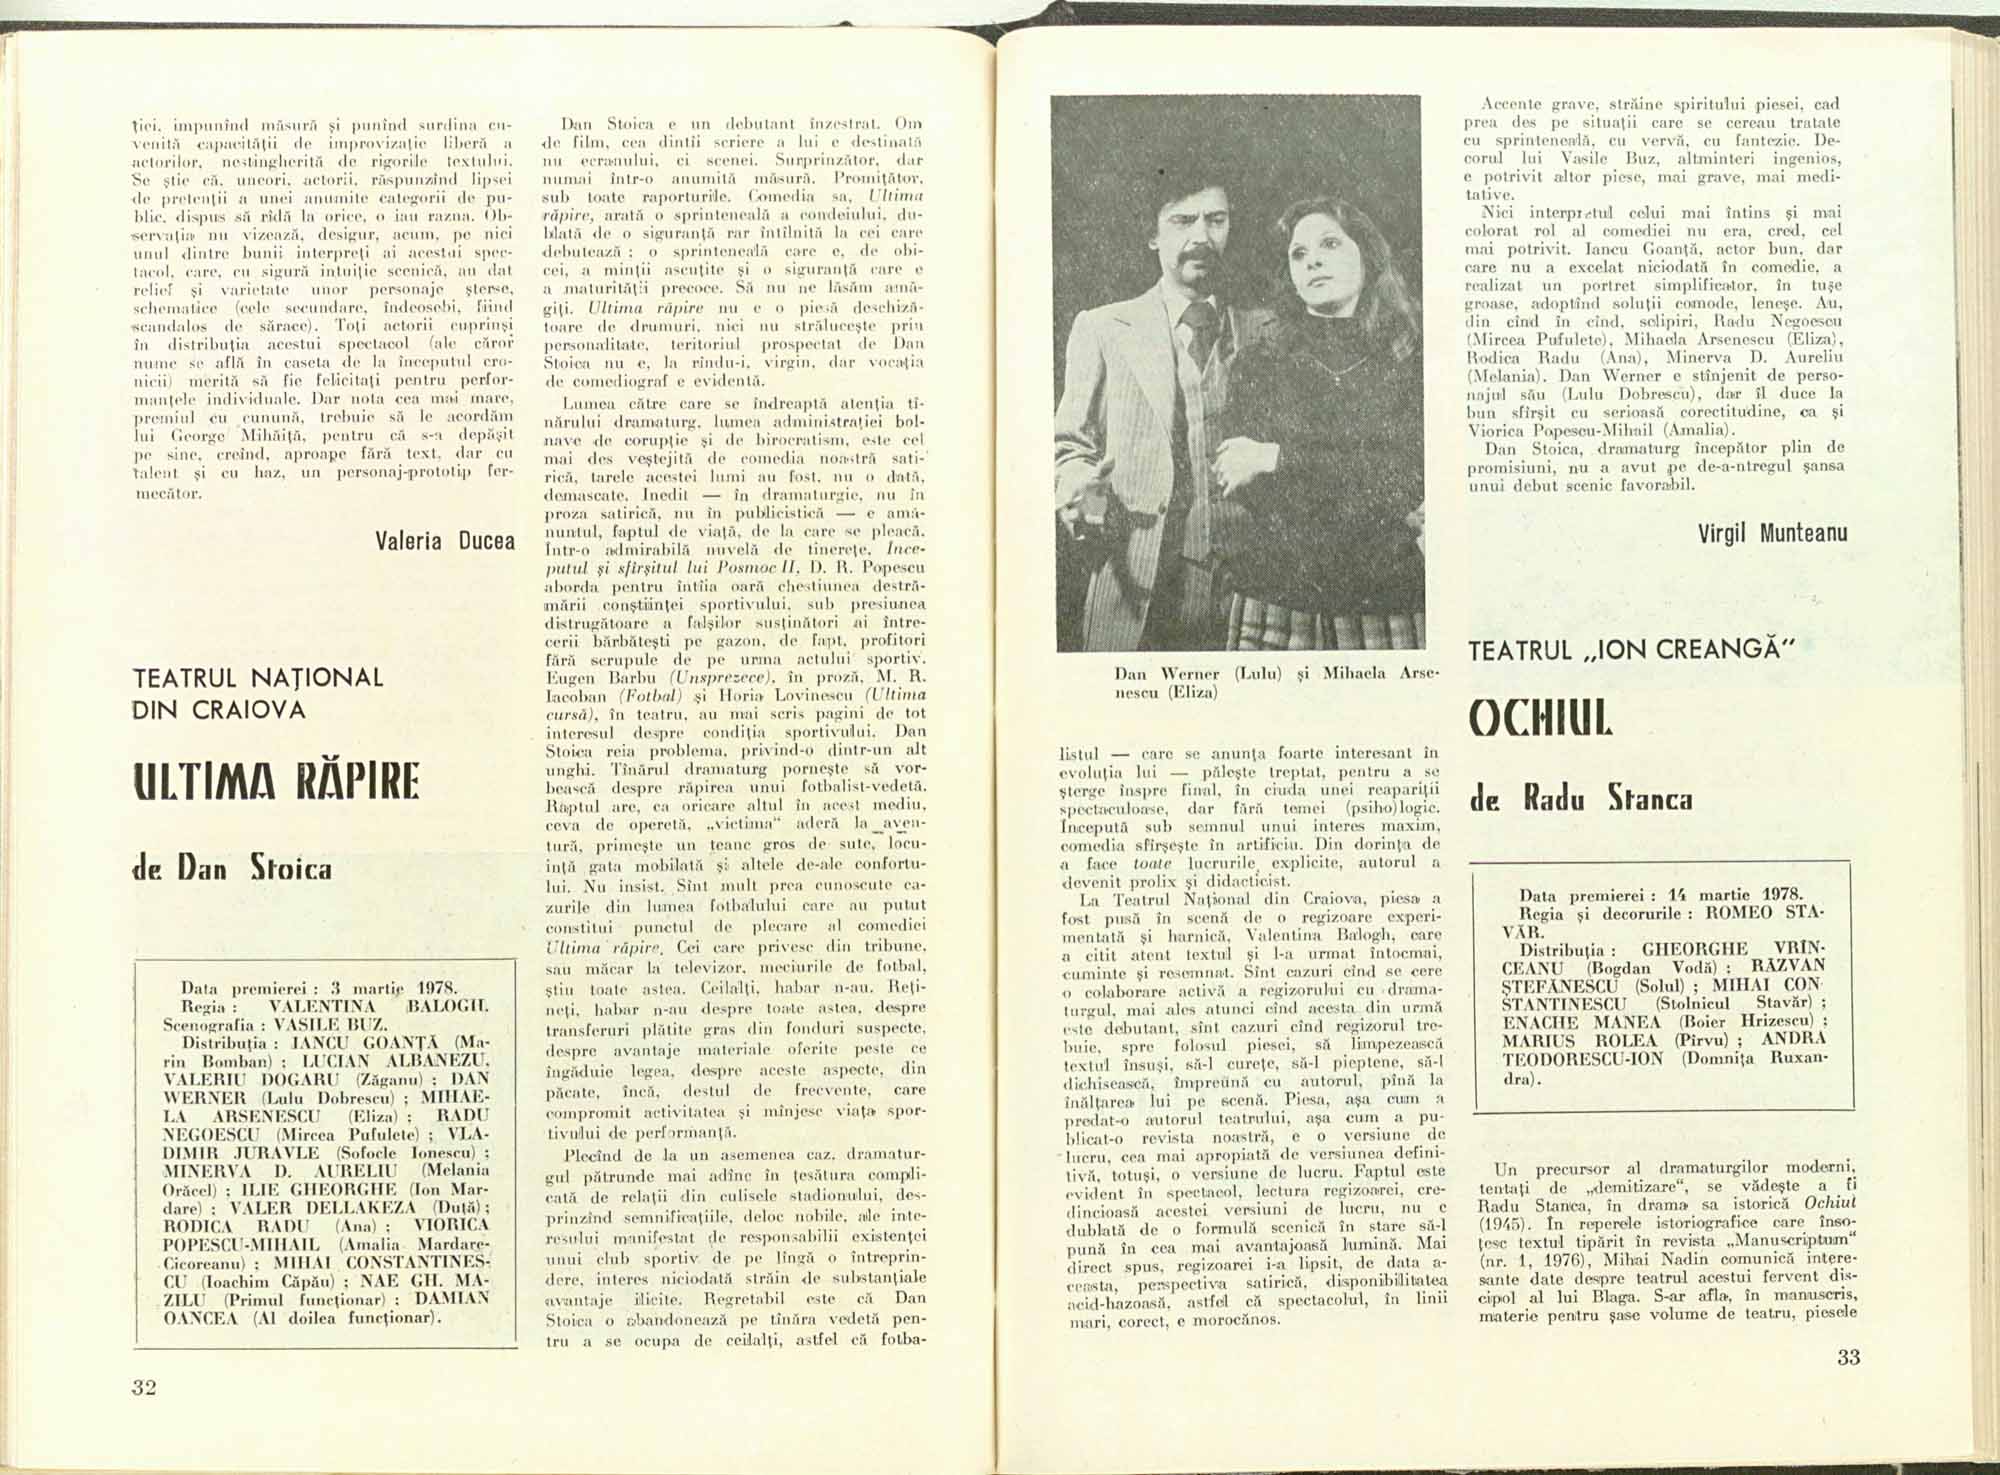 ției, impunînd măsură și punînd surdina cu-
venită capacității de improvizație liberă a
actorilor, nestingherită de rigorile textului.
Se știe că, uneori, actorii, răspunzînd lipsei
de pretenții a unei anumite categorii de pu-
blic, dispus să rîdă la orice, o iau razna. Ob-
servația nu vizează, desigur, acum, pe nici
unul dintre bunii interpreți ai acestui spec-
tacol, care, cu sigură intuiție scenică, au dat
relief și varietate unor personaje șterse,
schematice (cele secundare, îndeosebi, fiind
scandalos de sărace). Toți actorii cuprinși
în distribuția acestui spectacol (ale căror
nume se află în caseta de la începutul cro-
nicii) merită să fie felicitați pentru perfor-
manțele individuale. Dar nota cea mai mare,
premiul cu cunună, trebuie să le acordăm
lui George Mihăiță, pentru că s-a depășit
pe sine, creînd, aproape fără text, dar cu
talent și cu haz, un personaj-prototip fer-
mecător.
Valeria Ducea
TEATRUL NAȚIONAL
DIN CRAIOVA
ULTIMA RĂPIRE
de Dan Stoica
Data premierei : 3 martie 1978.
Regia : VALENTINA BALOGH.
Scenografia : VASILE BUZ.
Distribuția : IANCU GOANȚĂ (Ma-
rin Bomban) ; LUCIAN ALBANEZU,
VALERIU DOGARU (Zăganu) ; DAN
WERNER (Lulu Dobrescu) ; MIHAE-
LA ARSENESCU (Eliza) ; RADU
NEGOESCU (Mircea Pufulete) ; VLA-
DIMIR JURAVLE (Sofocle Ionescu) ;
MINERVA D. AURELIU (Melania
Orăcel) ; ILIE GHEORGHE (Ion Mar-
dare) ; VALER DELLAKEZA (Duță) ;
RODICA RADU (Ana) ; VIORICA
POPESCU-MIHAIL (Amalia Mardare-
Cicoreanu) ; MIHAI CONSTANTINES-
CU (Ioachim Căpău) ; NAE GH. MA-
ZILU (Primul funcționar) ; DAMIAN
OANCEA (Al doilea funcționar).
32
Dan Stoica e un debutant înzestrat. Om
de film, cea dintîi scriere a lui e destinată
nu ecranului, ci scenei. Surprinzător, dar
numai într-o anumită măsură. Promițător,
sub toate raporturile. Comedia sa, Ultima
răpire, arată o sprinteneală a condeiului, du-
blată de o siguranță rar întîlnită la cei care
debutează : o sprinteneală care e, de obi-
cei, a minții ascuțite și o siguranță care e
a maturității precoce. Să nu ne lăsăm amă-
giți. Ultima răpire nu e o piesă deschiză-
toare de drumuri, nici nu strălucește prin
personalitate, teritoriul prospectat de Dan
Stoica nu e, la rîndu-i, virgin, dar vocația
de comediograf e evidentă.
Lumea către care se îndreaptă atenția tî-
nărului dramaturg, lumea administrației bol-
nave de corupție și de birocratism, este cel
mai des veștejită de comedia noastră sati-
rică, tarele acestei lumi au fost, nu o dată,
demascate. Inedit — în dramaturgie, nu în
proza satirică, nu în publicistică — e amă-
nuntul, faptul de viață, de la care se pleacă.
Într-o admirabilă nuvelă de tinerețe, Înce-
putul și sfîrșitul lui Posmoc II, D. R. Popescu
aborda pentru întîia oară chestiunea destră-
mării conștiinței sportivului, sub presiunea
distrugătoare a falșilor susținători ai între-
cerii bărbătești pe gazon, de fapt, profitori
fără scrupule de pe urma actului sportiv.
Eugen Barbu (Unsprezece), în proză, M. R.
Iacoban (Fotbal) și Horia Lovinescu (Ultima
cursă), în teatru, au mai scris pagini de tot
interesul despre condiția sportivului. Dan
Stoica reia problema, privind-o dintr-un alt
unghi. Tînărul dramaturg pornește să vor-
bească despre răpirea unui fotbalist-vedetă.
Raptul are, ca oricare altul în acest mediu,
ceva de operetă, „victima“ aderă la aven-
tură, primește un teanc gros de sute, locu-
ință gata mobilată și altele de-ale confortu-
lui. Nu insist. Sînt mult prea cunoscute ca-
zurile din lumea fotbalului care au putut
constitui punctul de plecare al comediei
Ultima răpire. Cei care privesc din tribune,
sau măcar la televizor, meciurile de fotbal,
știu toate astea. Ceilalți, habar n-au. Reți-
neți, habar n-au despre toate astea, despre
transferuri plătite gras din fonduri suspecte,
despre avantaje materiale oferite peste ce
îngăduie legea, despre aceste aspecte, din
păcate, încă, destul de frecvente, care
compromit activitatea și mînjesc viața spor-
tivului de performanță.
Plecînd de la un asemenea caz, dramatur-
gul pătrunde mai adînc în țesătura compli-
cată de relații din culisele stadionului, des-
prinzînd semnificațiile, deloc nobile, ale inte-
resului manifestat de responsabilii existenței
unui club sportiv de pe lîngă o întreprin-
dere, interes niciodată străin de substanțiale
avantaje ilicite. Regretabil este că Dan
Stoica o abandonează pe tînăra vedetă pen-
tru a se ocupa de ceilalți, astfel că fotba-
Dan Werner (Lulu) și Mihaela Arse-
nescu (Eliza)
listul — care se anunța foarte interesant în
evoluția lui — pălește treptat, pentru a se
șterge înspre final, în ciuda unei reapariții
spectaculoase, dar fără temei (psiho)logic.
Începută sub semnul unui interes maxim,
comedia sfîrșește în artificiu. Din dorința de
a face toate lucrurile explicite, autorul a
devenit prolix și didacticist.
La Teatrul Național din Craiova, piesa a
fost pusă în scenă de o regizoare experi-
mentată și harnică, Valentina Balogh, care
a citit atent textul și l-a urmat întocmai,
cuminte și resemnat. Sînt cazuri cînd se cere
o colaborare activă a regizorului cu drama-
turgul, mai ales atunci cînd acesta din urmă
este debutant, sînt cazuri cînd regizorul tre-
buie, spre folosul piesei, să limpezească
textul însuși, să-l curețe, să-l pieptene, să-l
dichisească, împreună cu autorul, pînă la
înălțarea lui pe scenă. Piesa, așa cum a
predat-o autorul teatrului, așa cum a pu-
blicat-o revista noastră, e o versiune de
lucru, cea mai apropiată de versiunea defini-
tivă, totuși, o versiune de lucru. Faptul este
evident în spectacol, lectura regizoarei, cre-
dincioasă acestei versiuni de lucru, nu e
dublată de o formulă scenică în stare să-l
pună în cea mai avantajoasă lumină. Mai
direct spus, regizoarei i-a lipsit, de data a-
ceasta, perspectiva satirică, disponibilitatea
acid-hazoasă, astfel că spectacolul, în linii
mari, corect, e morocănos.
Accente grave, străine spiritului piesei, cad
prea des pe situații care se cereau tratate
cu sprinteneală, cu vervă, cu fantezie. De-
corul lui Vasile Buz, altminteri ingenios,
e potrivit altor piese, mai grave, mai medi-
tative.
Nici interpretul celui mai întins și mai
colorat rol al comediei nu era, cred, cel
mai potrivit. Iancu Goanță, actor bun, dar
care nu a excelat niciodată în comedie, a
realizat un portret simplificator, în tușe
groase, adoptînd soluții comode, leneșe. Au,
din cînd în cînd, sclipiri, Radu Negoescu
(Mircea Pufulete), Mihaela Arsenescu (Eliza),
Rodica Radu (Ana), Minerva D. Aureliu
(Melania). Dan Werner e stînjenit de perso-
najul său (Lulu Dobrescu), dar îl duce la
bun sfîrșit cu serioasă corectitudine, ca și
Viorica Popescu-Mihail (Amalia).
Dan Stoica, dramaturg începător plin de
promisiuni, nu a avut pe de-a-ntregul șansa
unui debut scenic favorabil.
Virgil Munteanu
TEATRUL „ION CREANGĂ“
OCHIUL
de Radu Stanca
Data premierei : 14 martie 1978.
Regia și decorurile : ROMEO STA-
VĂR.
Distribuția : GHEORGHE VRÎN-
CEANU (Bogdan Vodă) ; RĂZVAN
ȘTEFĂNESCU (Solul) ; MIHAI CON
STANTINESCU (Stolnicul Stavăr) ;
ENACHE MANEA (Boier Hrizescu) ;
MARIUS ROLEA (Pîrvu) ; ANDRA
TEODORESCU-ION (Domnița Ruxan-
dra).
Un precursor al dramaturgilor moderni,
tentați de „demitizare“, se vădește a fi
Radu Stanca, în drama sa istorică Ochiul
(1945). În reperele istoriografice care înso-
țesc textul tipărit în revista „Manuscriptum“
(nr. 1, 1976), Mihai Nadin comunică intere-
sante date despre teatrul acestui fervent dis-
cipol al lui Blaga. S-ar afla, în manuscris,
materie pentru șase volume de teatru, piesele
33